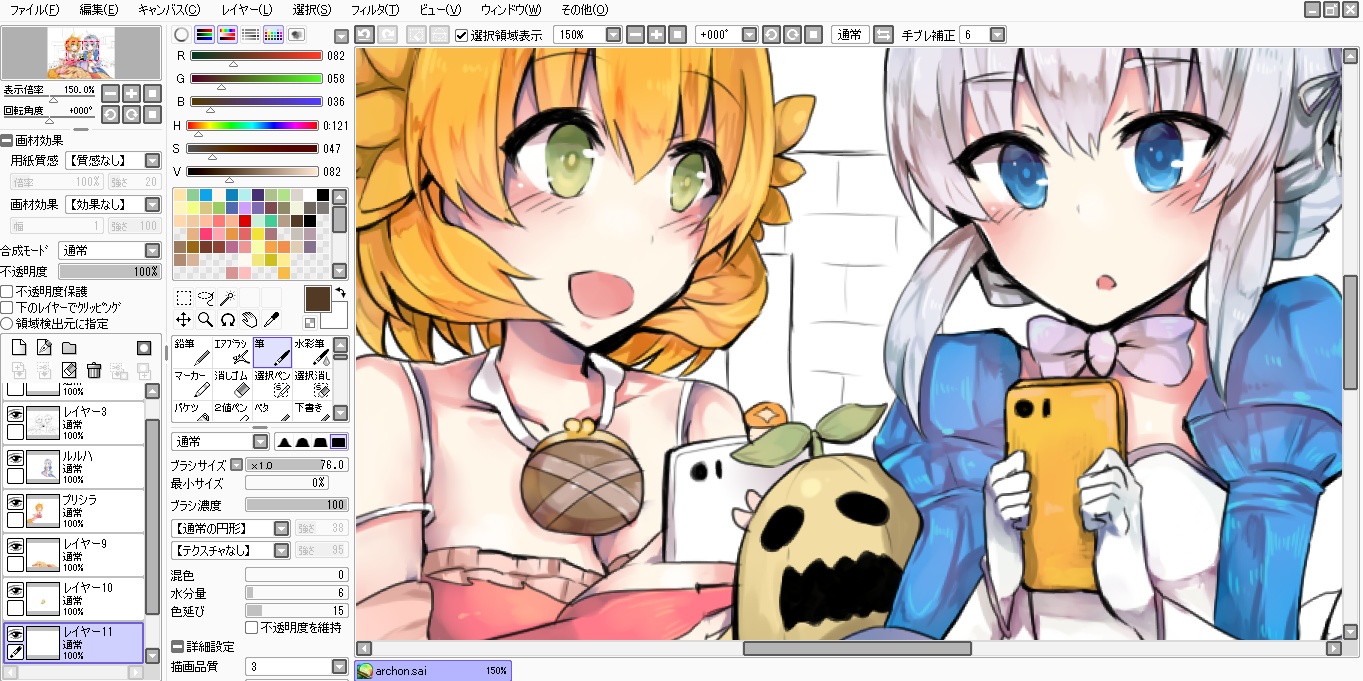 ファイル(F) 編集(E) キャンバス(C) レイヤー(L) 選択(S) フィルタ(T) ビュー(V) ウィンドウ(W) その他(O)
選択領域表示 150% +000° 通常 手ブレ補正 6
表示倍率 150.0%
回転角度 +000°
画材効果
用紙質感 【質感なし】
倍率 100% 強さ 20
画材効果 【効果なし】
幅 1 強さ 100
合成モード 通常
不透明度 100%
不透明度保護
下のレイヤーでクリッピング
領域検出元に指定
100%
レイヤー3
通常
100%
ルルハ
通常
100%
プリシラ
通常
100%
レイヤー9
通常
100%
レイヤー10
通常
100%
レイヤー11
通常
100%
R 082
G 058
B 036
H 0:121
S 047
V 082
鉛筆 エアブラシ 筆 水彩筆
マーカー 消しゴム 選択ペン 選択消し
バケツ 2値ペン ベタ 下書き
通常
ブラシサイズ x1.0 76.0
最小サイズ 0%
ブラシ濃度 100
【通常の円形】 強さ 38
【テクスチャなし】 強さ 95
混色 0
水分量 6
色延び 15
不透明度を維持
詳細設定
描画品質 3
archon.sai 150%